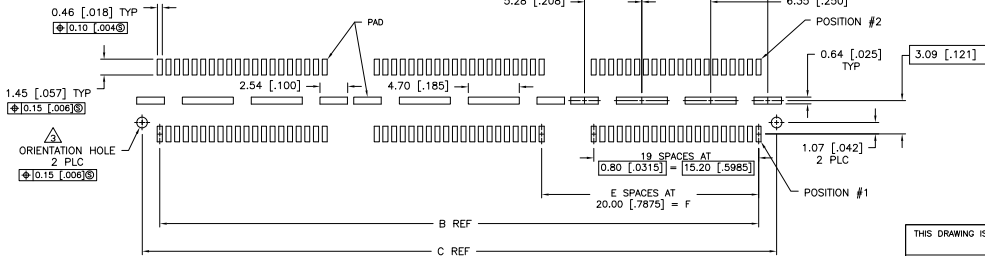 0.46 [.018] TYP
⌖ 0.10 [.004Ⓢ
PAD
5.28 [.208]
6.35 [.250]
POSITION #2
0.64 [.025]
TYP
3.09 [.121]
2.54 [.100]
4.70 [.185]
1.45 [.057] TYP
⌖ 0.15 [.006]Ⓢ
3
ORIENTATION HOLE
2 PLC
⌖ 0.15 [.006]Ⓢ
1.07 [.042]
2 PLC
19 SPACES AT
0.80 [.0315] = 15.20 [.5985]
POSITION #1
E SPACES AT
20.00 [.7875] = F
B REF
C REF
THIS DRAWING IS